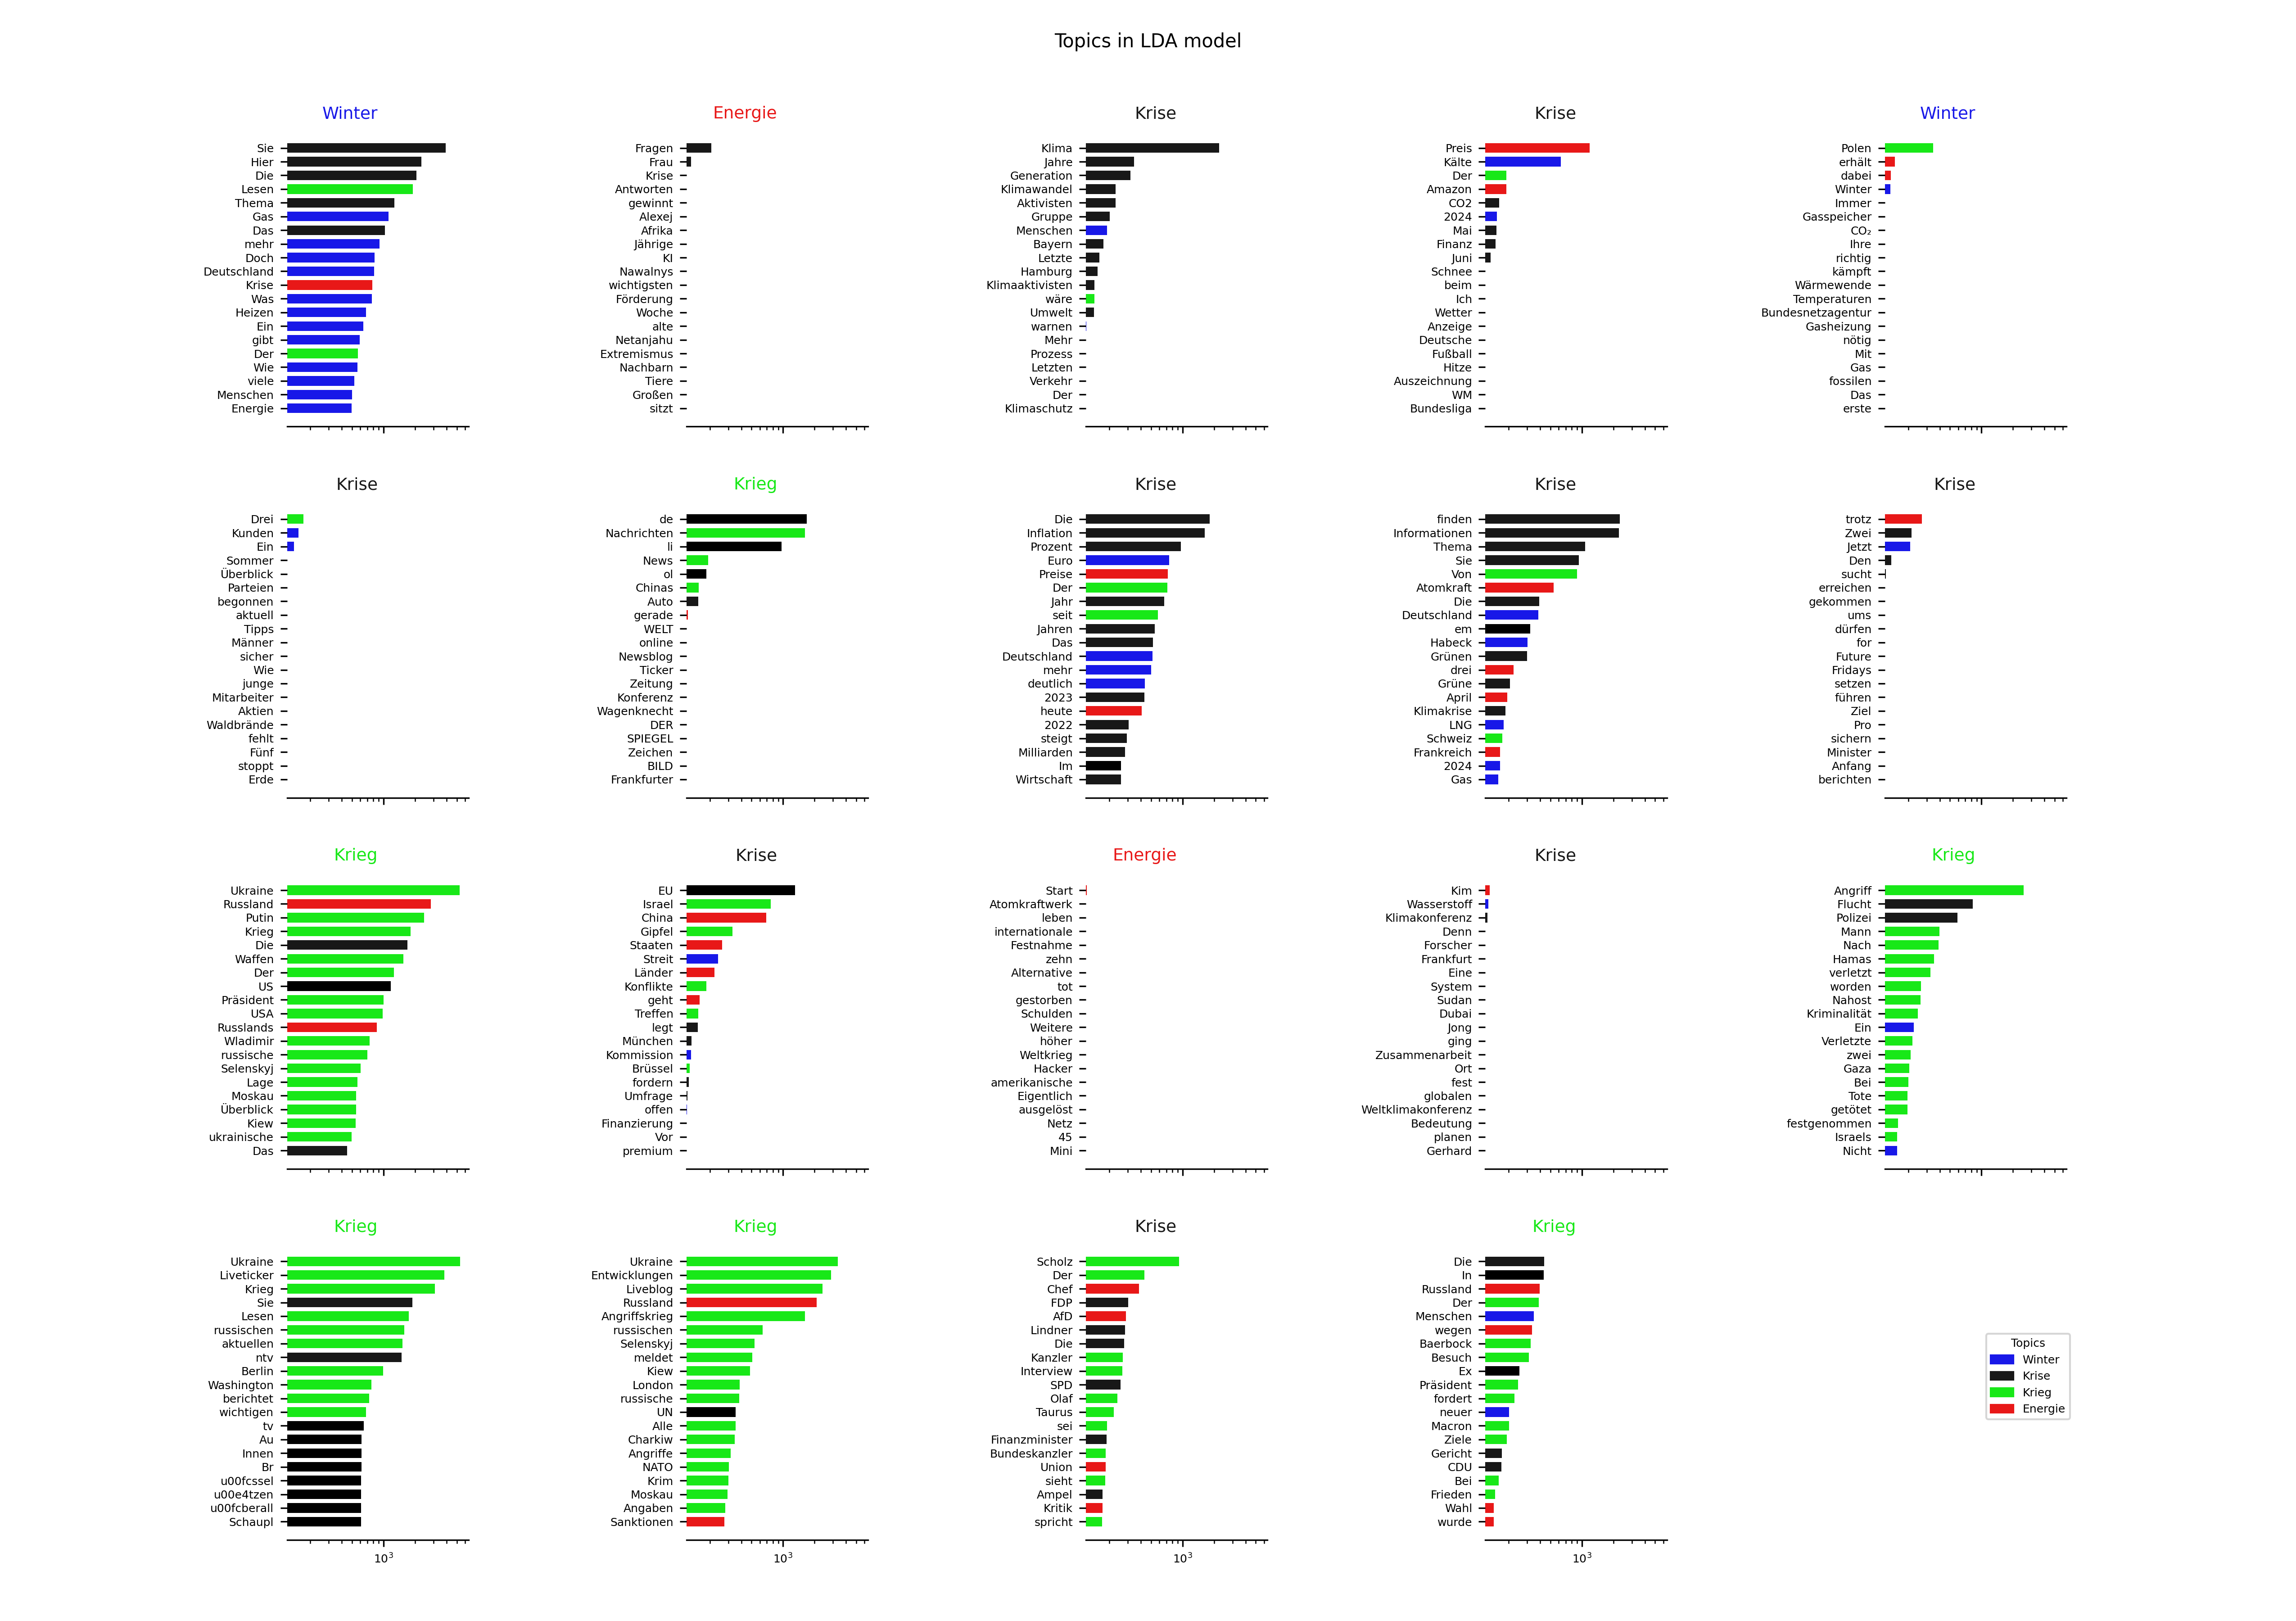 Topics in LDA model
Winter
Sie
Hier
Die
Lesen
Thema
Gas
Das
mehr
Doch
Deutschland
Krise
Was
Heizen
Ein
gibt
Der
Wie
viele
Menschen
Energie
Energie
Fragen
Frau
Krise
Antworten
gewinnt
Alexej
Afrika
Jährige
KI
Nawalnys
wichtigsten
Förderung
Woche
alte
Netanjahu
Extremismus
Nachbarn
Tiere
Großen
sitzt
Krise
Klima
Jahre
Generation
Klimawandel
Aktivisten
Gruppe
Menschen
Bayern
Letzte
Hamburg
Klimaaktivisten
wäre
Umwelt
warnen
Mehr
Prozess
Letzten
Verkehr
Der
Klimaschutz
Krise
Preis
Kälte
Der
Amazon
CO2
2024
Mai
Finanz
Juni
Schnee
beim
Ich
Wetter
Anzeige
Deutsche
Fußball
Hitze
Auszeichnung
WM
Bundesliga
Winter
Polen
erhält
dabei
Winter
Immer
Gasspeicher
CO₂
Ihre
richtig
kämpft
Wärmewende
Temperaturen
Bundesnetzagentur
Gasheizung
nötig
Mit
Gas
fossilen
Das
erste
Krise
Drei
Kunden
Ein
Sommer
Überblick
Parteien
begonnen
aktuell
Tipps
Männer
sicher
Wie
junge
Mitarbeiter
Aktien
Waldbrände
fehlt
Fünf
stoppt
Erde
Krieg
de
Nachrichten
li
News
ol
Chinas
Auto
gerade
WELT
online
Newsblog
Ticker
Zeitung
Konferenz
Wagenknecht
DER
SPIEGEL
Zeichen
BILD
Frankfurter
Krise
Die
Inflation
Prozent
Euro
Preise
Der
Jahr
seit
Jahren
Das
Deutschland
mehr
deutlich
2023
heute
2022
steigt
Milliarden
Im
Wirtschaft
Krise
finden
Informationen
Thema
Sie
Von
Atomkraft
Die
Deutschland
em
Habeck
Grünen
drei
Grüne
April
Klimakrise
LNG
Schweiz
Frankreich
2024
Gas
Krise
trotz
Zwei
Jetzt
Den
sucht
erreichen
gekommen
ums
dürfen
for
Future
Fridays
setzen
führen
Ziel
Pro
sichern
Minister
Anfang
berichten
Krieg
Ukraine
Russland
Putin
Krieg
Die
Waffen
Der
US
Präsident
USA
Russlands
Wladimir
russische
Selenskyj
Lage
Moskau
Überblick
Kiew
ukrainische
Das
Krise
EU
Israel
China
Gipfel
Staaten
Streit
Länder
Konflikte
geht
Treffen
legt
München
Kommission
Brüssel
fordern
Umfrage
offen
Finanzierung
Vor
premium
Energie
Start
Atomkraftwerk
leben
internationale
Festnahme
zehn
Alternative
tot
gestorben
Schulden
Weitere
höher
Weltkrieg
Hacker
amerikanische
Eigentlich
ausgelöst
Netz
45
Mini
Krise
Kim
Wasserstoff
Klimakonferenz
Denn
Forscher
Frankfurt
Eine
System
Sudan
Dubai
Jong
ging
Zusammenarbeit
Ort
fest
globalen
Weltklimakonferenz
Bedeutung
planen
Gerhard
Krieg
Angriff
Flucht
Polizei
Mann
Nach
Hamas
verletzt
worden
Nahost
Kriminalität
Ein
Verletzte
zwei
Gaza
Bei
Tote
getötet
festgenommen
Israels
Nicht
Krieg
Ukraine
Liveticker
Krieg
Sie
Lesen
russischen
aktuellen
ntv
Berlin
Washington
berichtet
wichtigen
tv
Au
Innen
Br
u00fcssel
u00e4tzen
u00fcberall
Schaupl
10³
Krieg
Ukraine
Entwicklungen
Liveblog
Russland
Angriffskrieg
russischen
Selenskyj
meldet
Kiew
London
russische
UN
Alle
Charkiw
Angriffe
NATO
Krim
Moskau
Angaben
Sanktionen
10³
Krise
Scholz
Der
Chef
FDP
AfD
Lindner
Die
Kanzler
Interview
SPD
Olaf
Taurus
sei
Finanzminister
Bundeskanzler
Union
sieht
Ampel
Kritik
spricht
10³
Krieg
Die
In
Russland
Der
Menschen
wegen
Baerbock
Besuch
Ex
Präsident
fordert
neuer
Macron
Ziele
Gericht
CDU
Bei
Frieden
Wahl
wurde
10³
Topics
Winter
Krise
Krieg
Energie